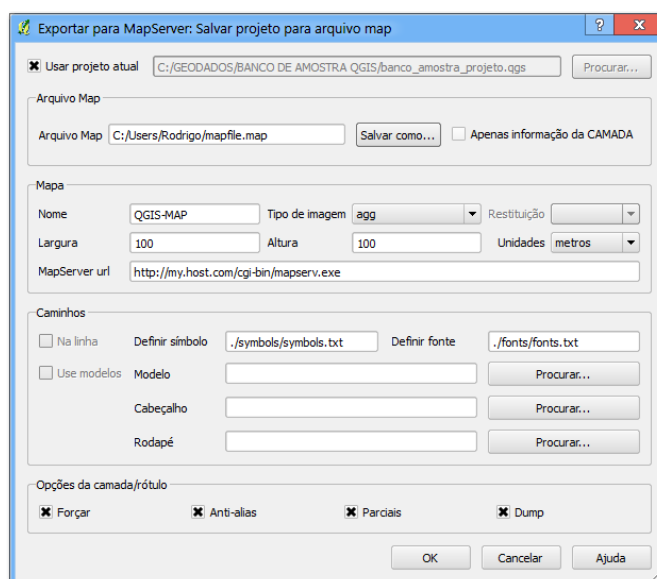 Exportar para MapServer: Salvar projeto para arquivo map
Usar projeto atual C:/GEODADOS/BANCO DE AMOSTRA QGIS/banco_amostra_projeto.qgs Procurar...
Arquivo Map
Arquivo Map C:/Users/Rodrigo/mapfile.map Salvar como... Apenas informação da CAMADA
Mapa
Nome QGIS-MAP Tipo de imagem agg Restituição
Largura 100 Altura 100 Unidades metros
MapServer url http://my.host.com/cgi-bin/mapserv.exe
Caminhos
Na linha Definir símbolo ./symbols/symbols.txt Definir fonte ./fonts/fonts.txt
Use modelos Modelo Procurar...
Cabeçalho Procurar...
Rodapé Procurar...
Opções da camada/rótulo
Forçar Anti-alias Parciais Dump
OK Cancelar Ajuda